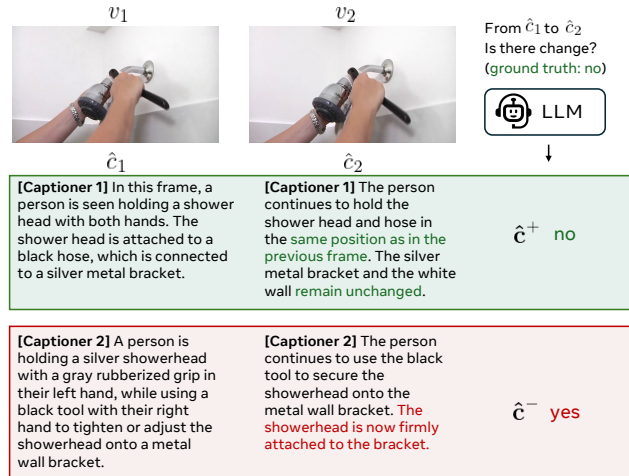 v₁
v₂
From ĉ₁ to ĉ₂
Is there change?
(ground truth: no)
LLM
ĉ₁
ĉ₂
[Captioner 1] In this frame, a
person is seen holding a shower
head with both hands. The
shower head is attached to a
black hose, which is connected
to a silver metal bracket.
[Captioner 1] The person
continues to hold the
shower head and hose in
the same position as in the
previous frame. The silver
metal bracket and the white
wall remain unchanged.
ĉ⁺ no
[Captioner 2] A person is
holding a silver showerhead
with a gray rubberized grip in
their left hand, while using a
black tool with their right
hand to tighten or adjust the
showerhead onto a metal
wall bracket.
[Captioner 2] The person
continues to use the black
tool to secure the
showerhead onto the
metal wall bracket. The
showerhead is now firmly
attached to the bracket.
ĉ⁻ yes